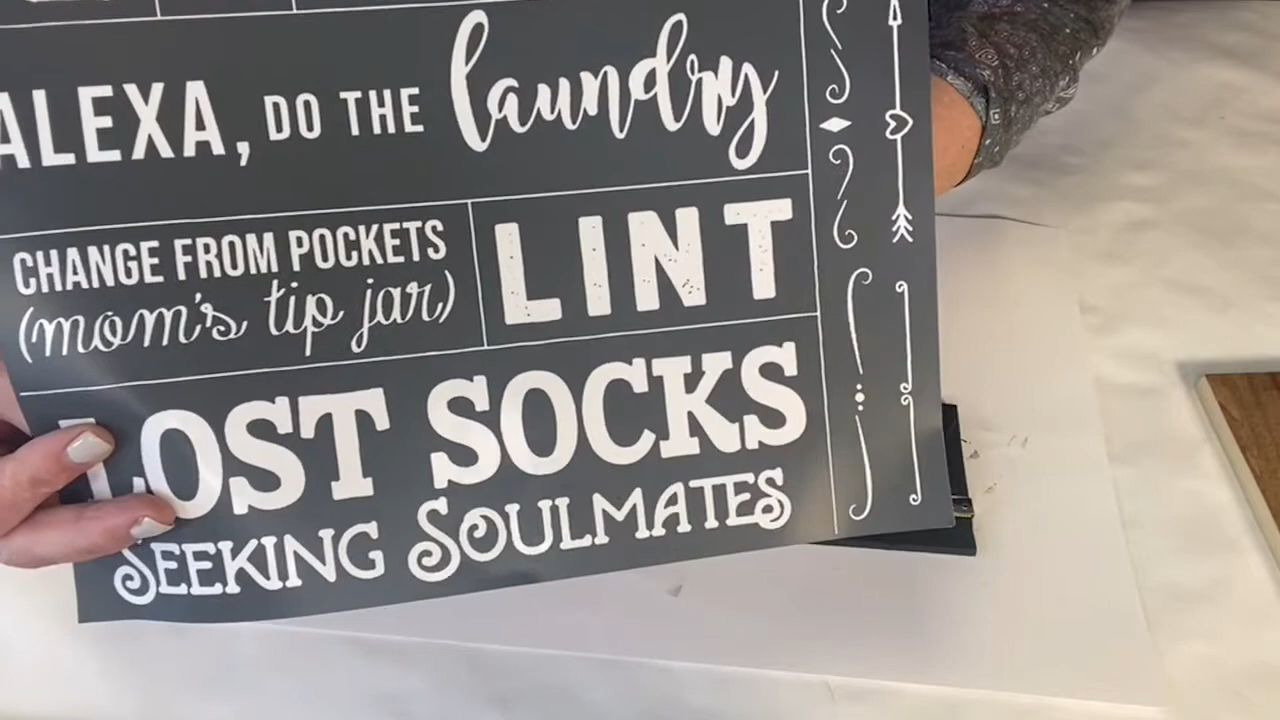 ALEXA, DO THE laundry
CHANGE FROM POCKETS
(mom's tip jar)
LINT
LOST SOCKS
SEEKING SOULMATES